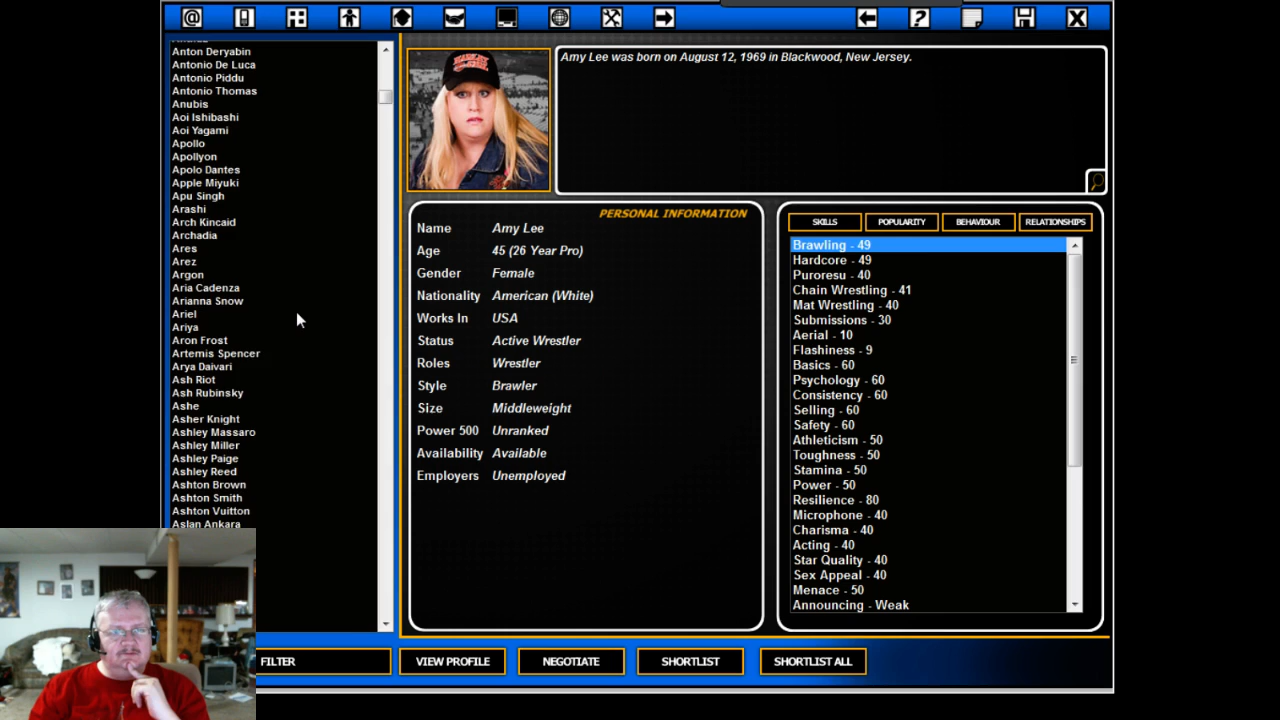 Anton Deryabin
Antonio De Luca
Antonio Piddu
Antonio Thomas
Anubis
Aoi Ishibashi
Aoi Yagami
Apollo
Apollyon
Apolo Dantes
Apple Miyuki
Apu Singh
Arashi
Arch Kincaid
Archadia
Ares
Arez
Argon
Aria Cadenza
Arianna Snow
Ariel
Ariya
Aron Frost
Artemis Spencer
Arya Daivari
Ash Riot
Ash Rubinsky
Ashe
Asher Knight
Ashley Massaro
Ashley Miller
Ashley Paige
Ashley Reed
Ashton Brown
Ashton Smith
Ashton Vuitton
Aslan Ankara
FILTER
Amy Lee was born on August 12, 1969 in Blackwood, New Jersey.
PERSONAL INFORMATION
Name Amy Lee
Age 45 (26 Year Pro)
Gender Female
Nationality American (White)
Works In USA
Status Active Wrestler
Roles Wrestler
Style Brawler
Size Middleweight
Power 500 Unranked
Availability Available
Employers Unemployed
SKILLS POPULARITY BEHAVIOUR RELATIONSHIPS
Brawling - 49
Hardcore - 49
Puroresu - 40
Chain Wrestling - 41
Mat Wrestling - 40
Submissions - 30
Aerial - 10
Flashiness - 9
Basics - 60
Psychology - 60
Consistency - 60
Selling - 60
Safety - 60
Athleticism - 50
Toughness - 50
Stamina - 50
Power - 50
Resilience - 80
Microphone - 40
Charisma - 40
Acting - 40
Star Quality - 40
Sex Appeal - 40
Menace - 50
Announcing - Weak
VIEW PROFILE NEGOTIATE SHORTLIST SHORTLIST ALL